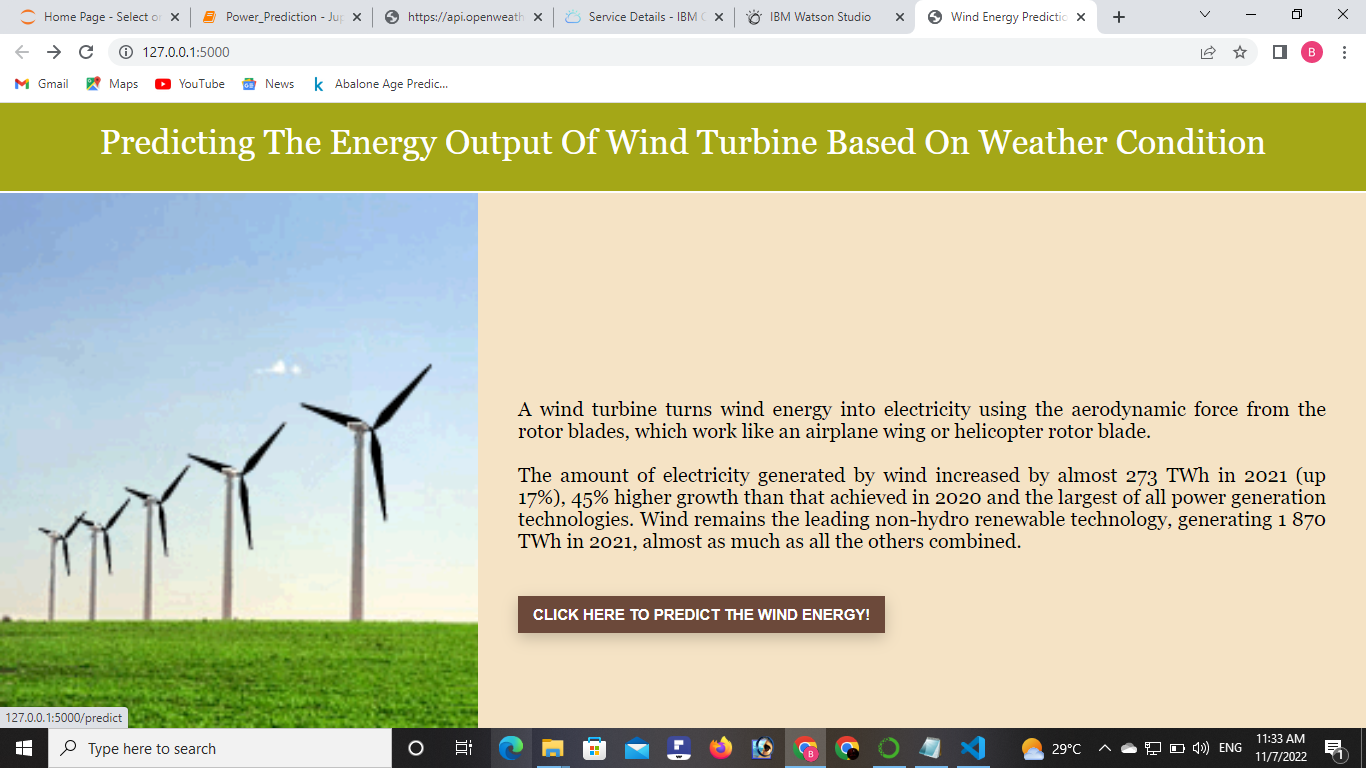 Home Page - Select or
Power_Prediction - Jup
https://api.openweath
Service Details - IBM C
IBM Watson Studio
Wind Energy Predictio
127.0.0.1:5000
B
Gmail
Maps
YouTube
News
Abalone Age Predic...
Predicting The Energy Output Of Wind Turbine Based On Weather Condition
A wind turbine turns wind energy into electricity using the aerodynamic force from the
rotor blades, which work like an airplane wing or helicopter rotor blade.
The amount of electricity generated by wind increased by almost 273 TWh in 2021 (up
17%), 45% higher growth than that achieved in 2020 and the largest of all power generation
technologies. Wind remains the leading non-hydro renewable technology, generating 1 870
TWh in 2021, almost as much as all the others combined.
CLICK HERE TO PREDICT THE WIND ENERGY!
127.0.0.1:5000/predict
Type here to search
29°C
ENG
11:33 AM
11/7/2022
1